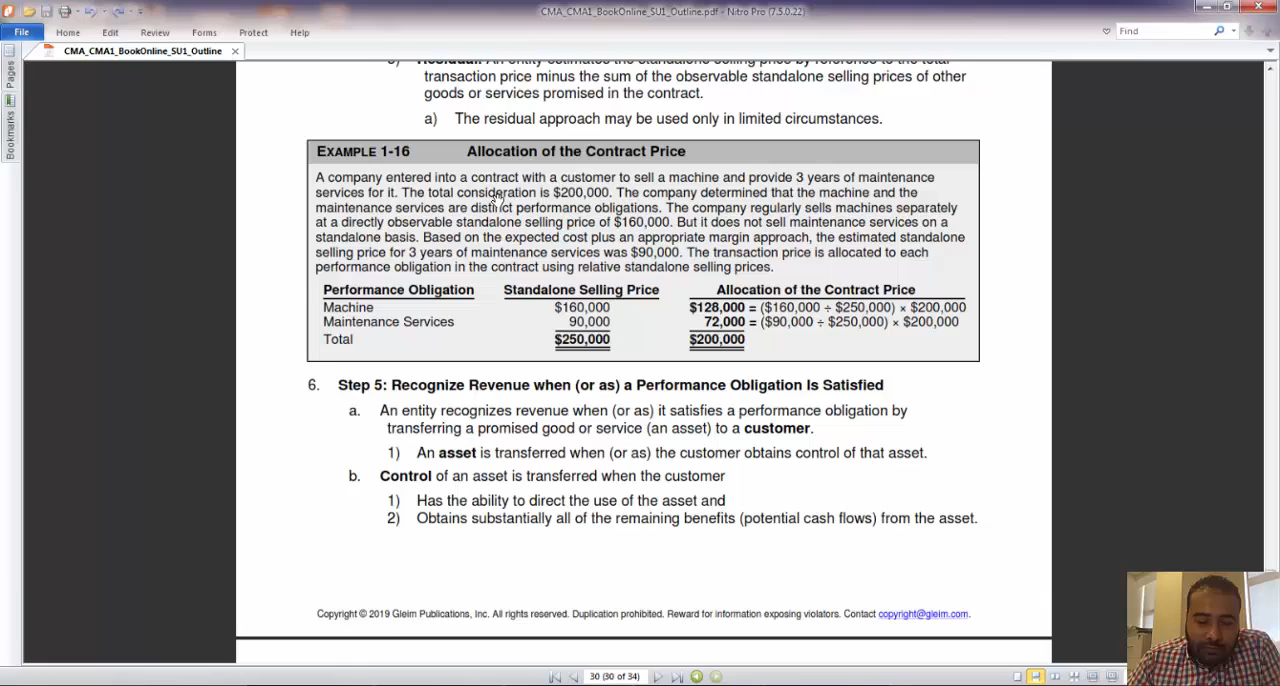 CMA_CMA1_BookOnline_SU1_Outline.pdf - Nitro Pro (7.5.0.22)
File Home Edit Review Forms Protect Help Find
CMA_CMA1_BookOnline_SU1_Outline
Pages
Bookmarks
transaction price minus the sum of the observable standalone selling prices of other
goods or services promised in the contract.
a) The residual approach may be used only in limited circumstances.
EXAMPLE 1-16 Allocation of the Contract Price
A company entered into a contract with a customer to sell a machine and provide 3 years of maintenance
services for it. The total consideration is $200,000. The company determined that the machine and the
maintenance services are distinct performance obligations. The company regularly sells machines separately
at a directly observable standalone selling price of $160,000. But it does not sell maintenance services on a
standalone basis. Based on the expected cost plus an appropriate margin approach, the estimated standalone
selling price for 3 years of maintenance services was $90,000. The transaction price is allocated to each
performance obligation in the contract using relative standalone selling prices.
Performance Obligation Standalone Selling Price Allocation of the Contract Price
Machine $160,000 $128,000 = ($160,000 ÷ $250,000) × $200,000
Maintenance Services 90,000 72,000 = ($90,000 ÷ $250,000) × $200,000
Total $250,000 $200,000
6. Step 5: Recognize Revenue when (or as) a Performance Obligation Is Satisfied
a. An entity recognizes revenue when (or as) it satisfies a performance obligation by
transferring a promised good or service (an asset) to a customer.
1) An asset is transferred when (or as) the customer obtains control of that asset.
b. Control of an asset is transferred when the customer
1) Has the ability to direct the use of the asset and
2) Obtains substantially all of the remaining benefits (potential cash flows) from the asset.
Copyright © 2019 Gleim Publications, Inc. All rights reserved. Duplication prohibited. Reward for information exposing violators. Contact copyright@gleim.com.
30 (30 of 34)